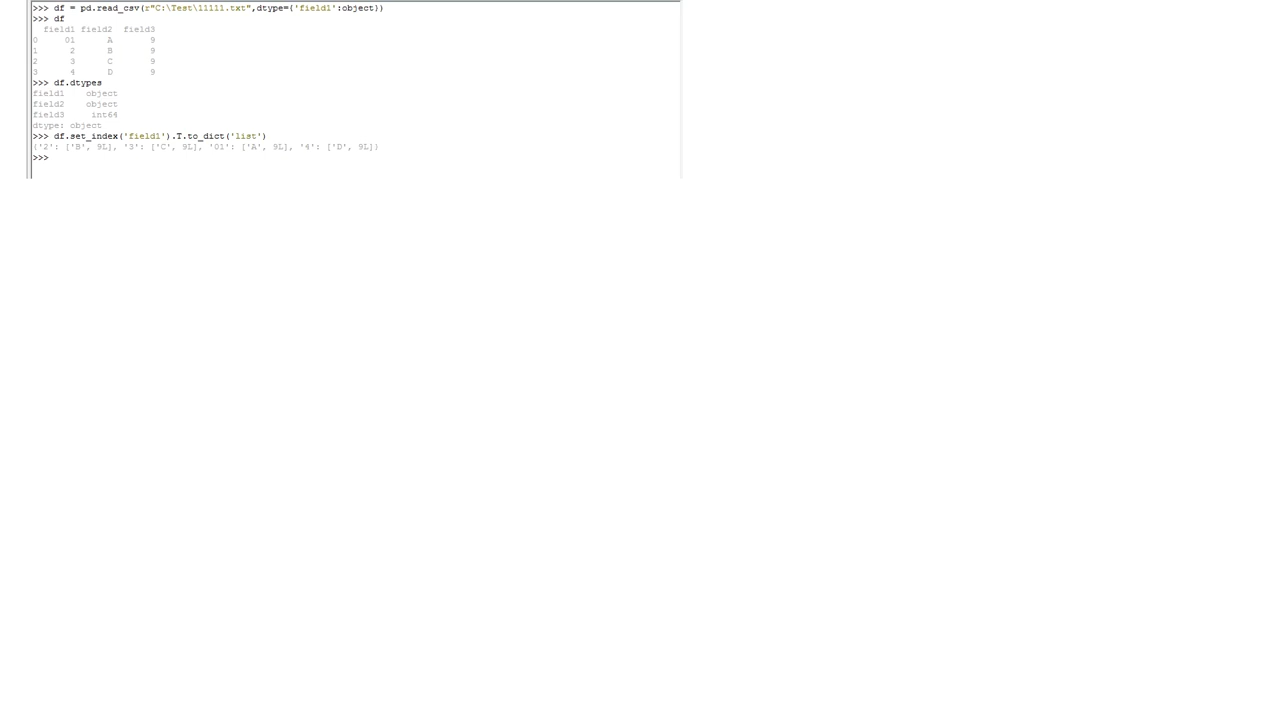 >>> df = pd.read_csv(r"C:\Test\11111.txt",dtype={'field1':object})
>>> df
  field1 field2  field3
0     01      A       9
1      2      B       9
2      3      C       9
3      4      D       9
>>> df.dtypes
field1    object
field2    object
field3     int64
dtype: object
>>> df.set_index('field1').T.to_dict('list')
{'2': ['B', 9L], '3': ['C', 9L], '01': ['A', 9L], '4': ['D', 9L]}
>>>